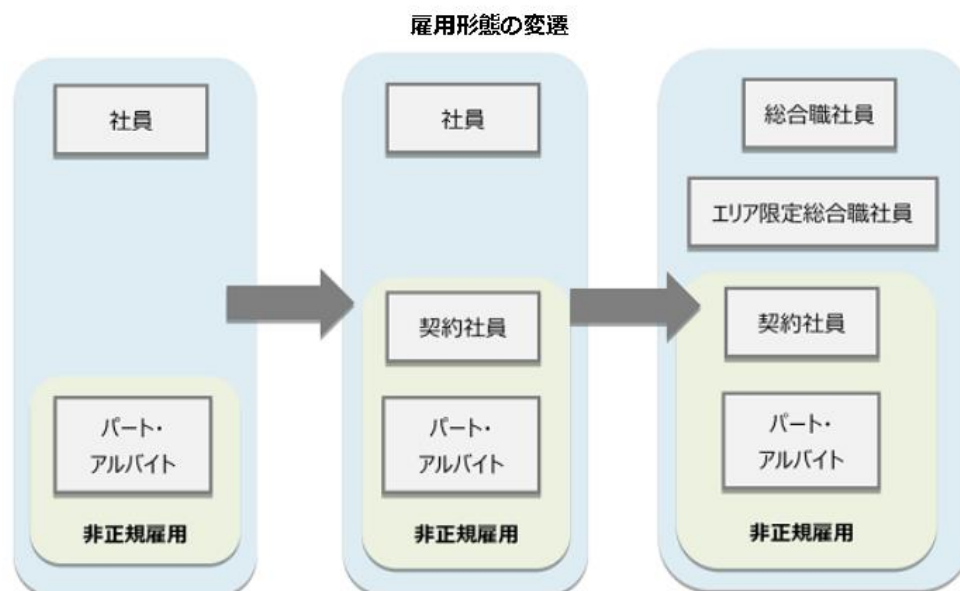 雇用形態の変遷
社員
パート・
アルバイト
非正規雇用
社員
契約社員
パート・
アルバイト
非正規雇用
総合職社員
エリア限定総合職社員
契約社員
パート・
アルバイト
非正規雇用